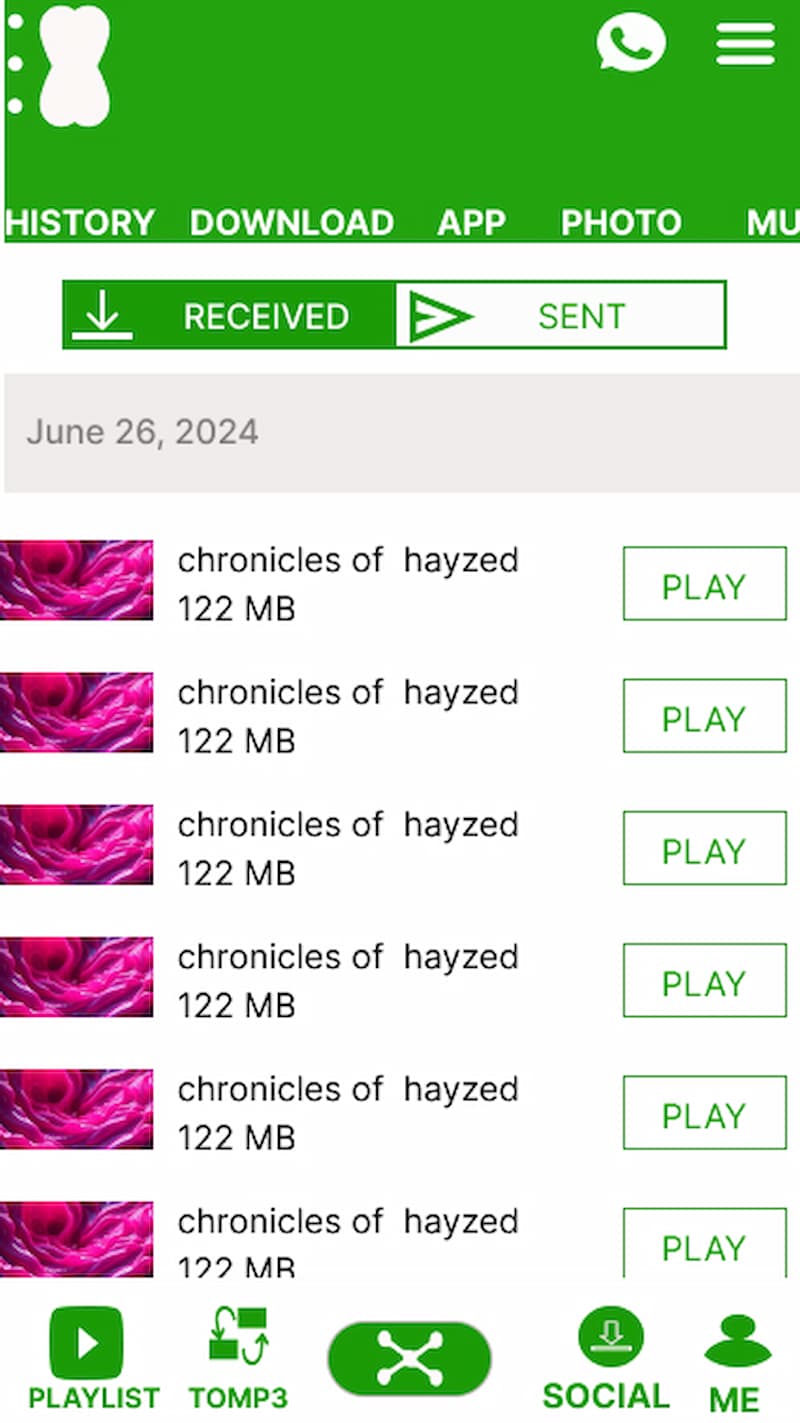 HISTORY DOWNLOAD APP PHOTO MU
RECEIVED SENT
June 26, 2024
chronicles of  hayzed
122 MB
PLAY
chronicles of  hayzed
122 MB
PLAY
chronicles of  hayzed
122 MB
PLAY
chronicles of  hayzed
122 MB
PLAY
chronicles of  hayzed
122 MB
PLAY
chronicles of  hayzed
122 MB
PLAY
PLAYLIST TOMP3 SOCIAL ME